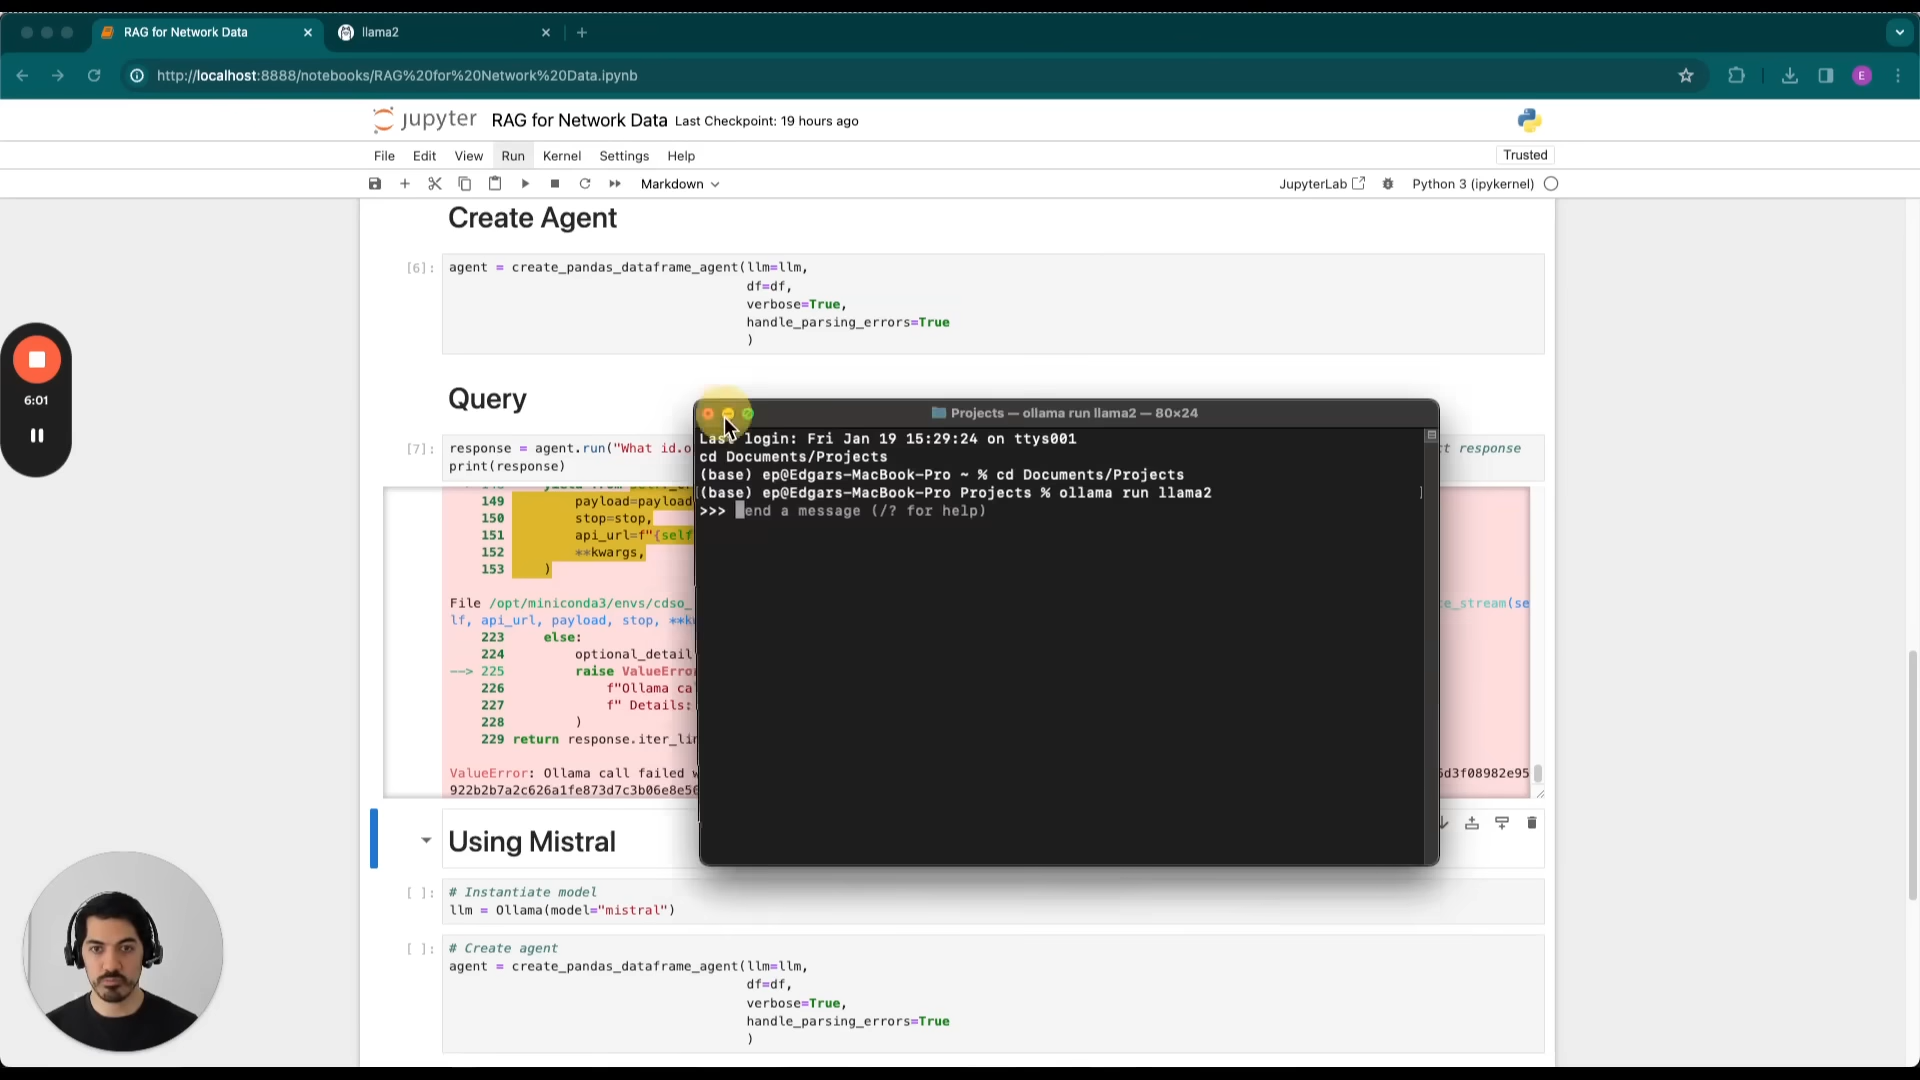 RAG for Network Data
llama2
http://localhost:8888/notebooks/RAG%20for%20Network%20Data.ipynb
E
jupyter RAG for Network Data Last Checkpoint: 19 hours ago
File Edit View Run Kernel Settings Help
Trusted
Markdown
JupyterLab
Python 3 (ipykernel)
Create Agent
[6]: agent = create_pandas_dataframe_agent(llm=llm,
df=df,
verbose=True,
handle_parsing_errors=True
)
6:01
Query
[7]: response = agent.run("What id.o
ct response
print(response)
149 payload=payload
150 stop=stop,
151 api_url=f"{self
152 **kwargs,
153 )
File /opt/miniconda3/envs/cdso_
te_stream(se
lf, api_url, payload, stop, **k
223 else:
224 optional_detail
--> 225 raise ValueError
226 f"Ollama ca
227 f" Details:
228 )
229 return response.iter_lin
ValueError: Ollama call failed w
5d3f08982e95
922b2b7a2c626a1fe873d7c3b06e8e56
Projects — ollama run llama2 — 80×24
Last login: Fri Jan 19 15:29:24 on ttys001
cd Documents/Projects
(base) ep@Edgars-MacBook-Pro ~ % cd Documents/Projects
[(base) ep@Edgars-MacBook-Pro Projects % ollama run llama2 ]
>>> end a message (/? for help)
Using Mistral
[ ]: # Instantiate model
llm = Ollama(model="mistral")
[ ]: # Create agent
agent = create_pandas_dataframe_agent(llm=llm,
df=df,
verbose=True,
handle_parsing_errors=True
)